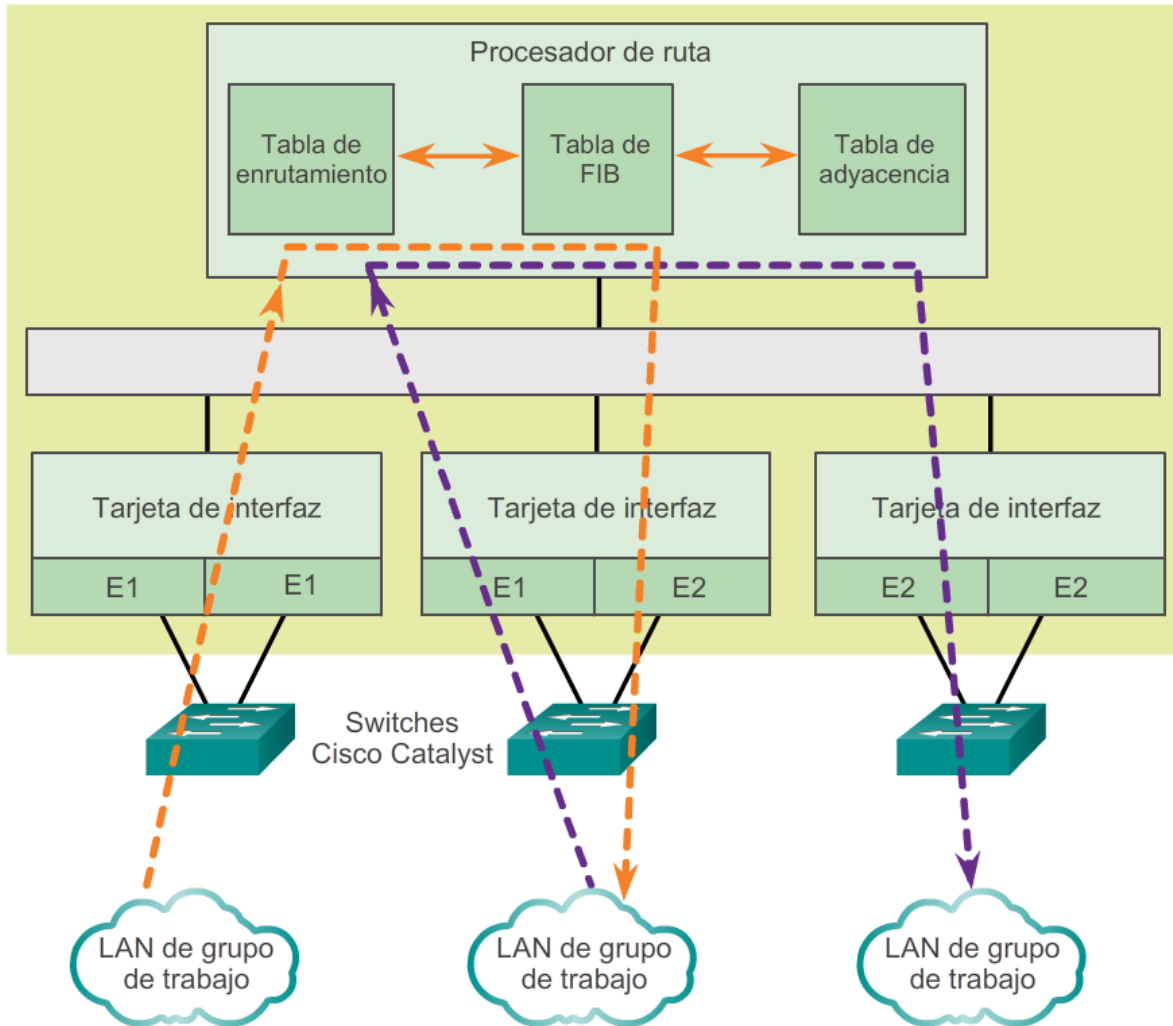 Procesador de ruta
Tabla de
enrutamiento
Tabla de
FIB
Tabla de
adyacencia
Tarjeta de interfaz
Tarjeta de interfaz
Tarjeta de interfaz
E1
E1
E1
E2
E2
E2
Switches
Cisco Catalyst
LAN de grupo
de trabajo
LAN de grupo
de trabajo
LAN de grupo
de trabajo